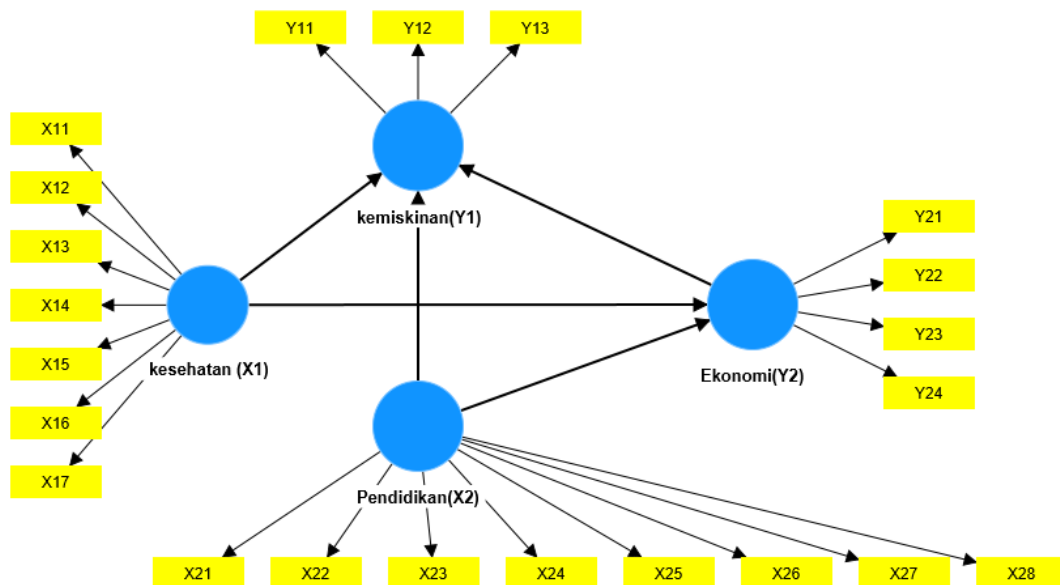 Y11
Y12
Y13
X11
X12
X13
X14
X15
X16
X17
kemiskinan(Y1)
kesehatan (X1)
Y21
Y22
Y23
Y24
Ekonomi(Y2)
Pendidikan(X2)
X21
X22
X23
X24
X25
X26
X27
X28